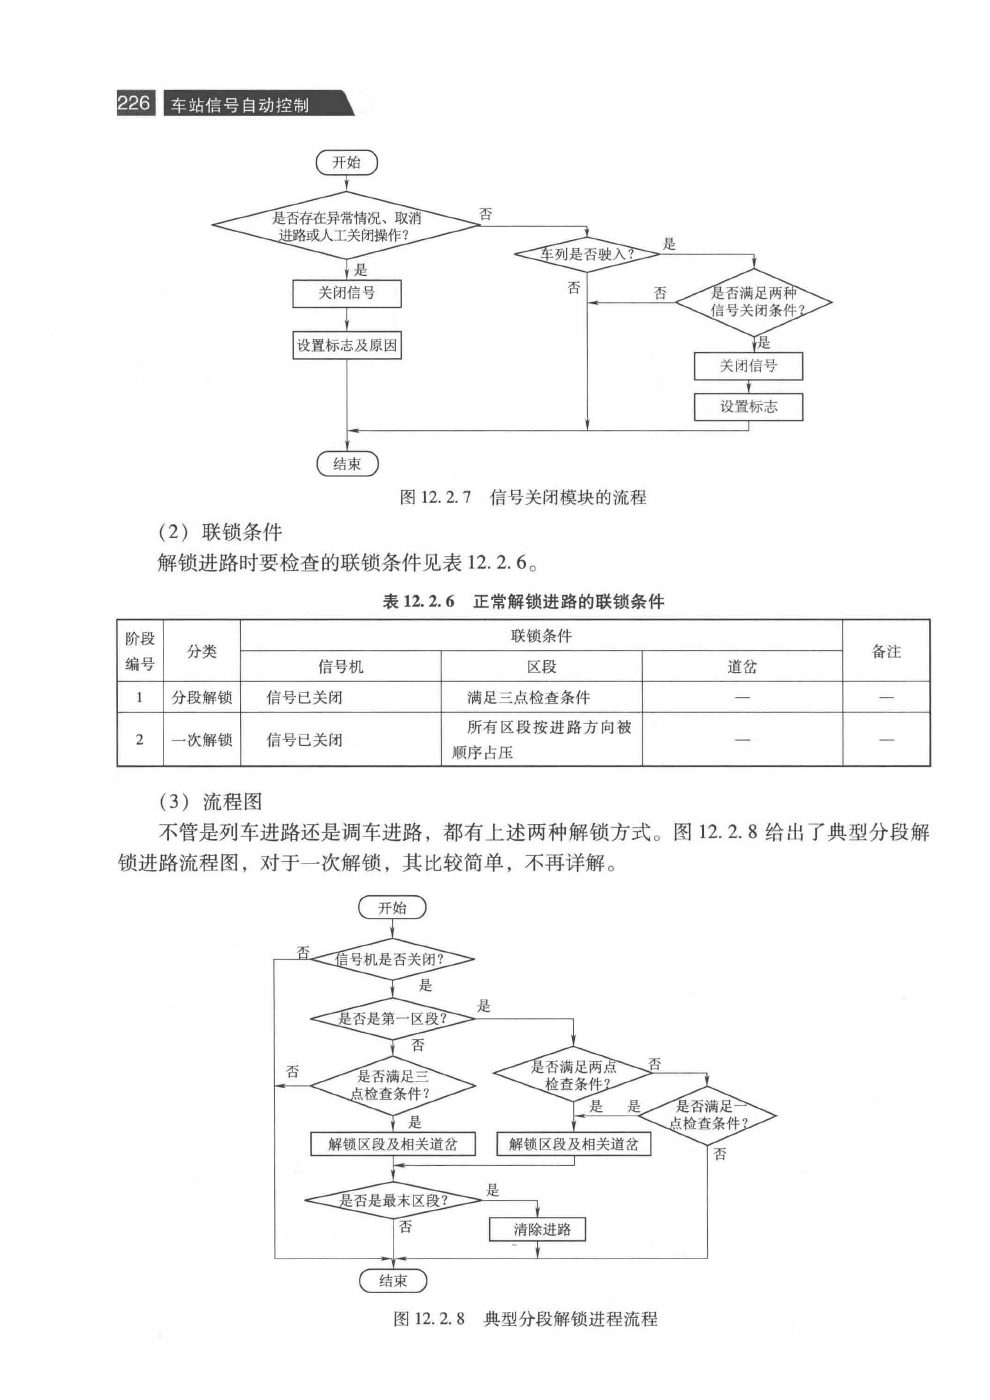 226 车站信号自动控制
开始
是否存在异常情况、取消
进路或人工关闭操作?
否
是
车列是否驶入?
是
否
是否满足两种
信号关闭条件?
否
是
关闭信号
设置标志及原因
关闭信号
设置标志
结束
图 12.2.7 信号关闭模块的流程
(2) 联锁条件
解锁进路时要检查的联锁条件见表 12.2.6。
表 12.2.6 正常解锁进路的联锁条件
阶段
编号
分类
联锁条件
备注
信号机 区段 道岔
1 分段解锁 信号已关闭 满足三点检查条件 — —
2 一次解锁 信号已关闭 所有区段按进路方向被
顺序占压
— —
(3) 流程图
不管是列车进路还是调车进路，都有上述两种解锁方式。图 12.2.8 给出了典型分段解
锁进路流程图，对于一次解锁，其比较简单，不再详解。
开始
否
信号机是否关闭?
是
是否是第一区段?
是
否
否
是否满足三
点检查条件?
是
是否满足两点
检查条件?
否
是
是
是否满足一
点检查条件?
否
解锁区段及相关道岔
解锁区段及相关道岔
是否是最末区段?
是
否
清除进路
结束
图 12.2.8 典型分段解锁进程流程